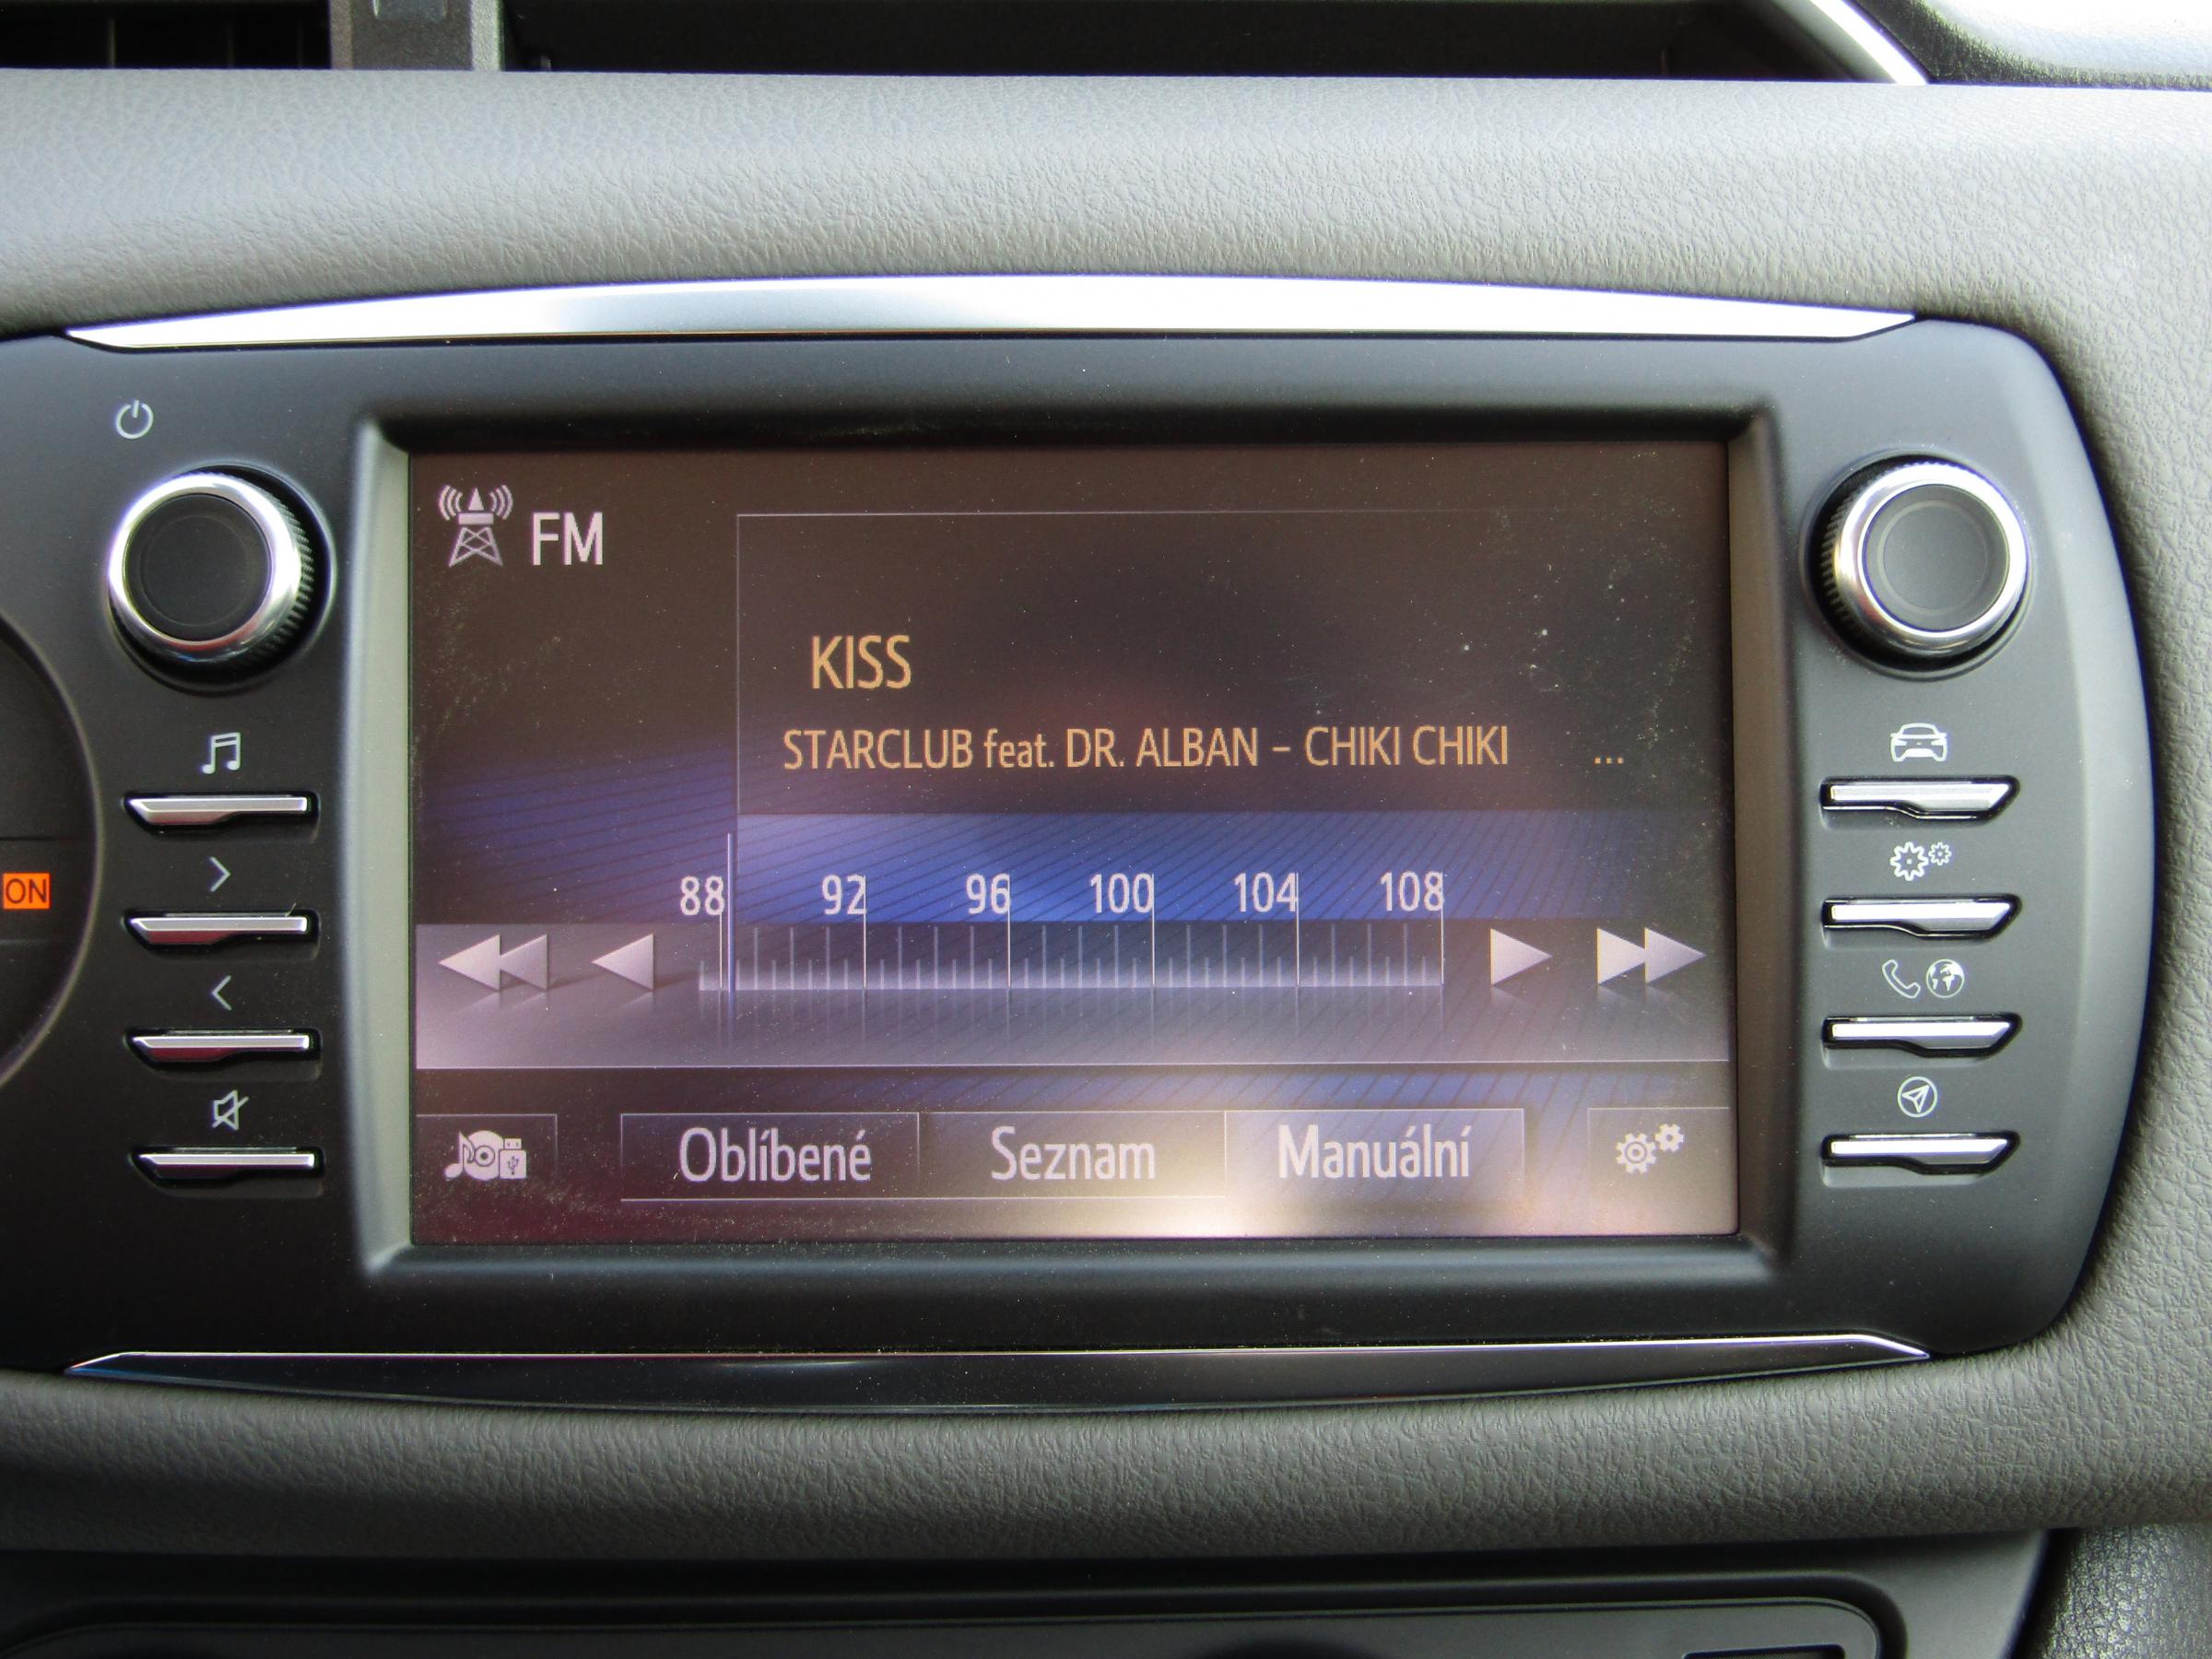 FM
KISS
STARCLUB feat. DR. ALBAN – CHIKI CHIKI ...
88 92 96 100 104 108
ON
Oblíbené Seznam Manuální